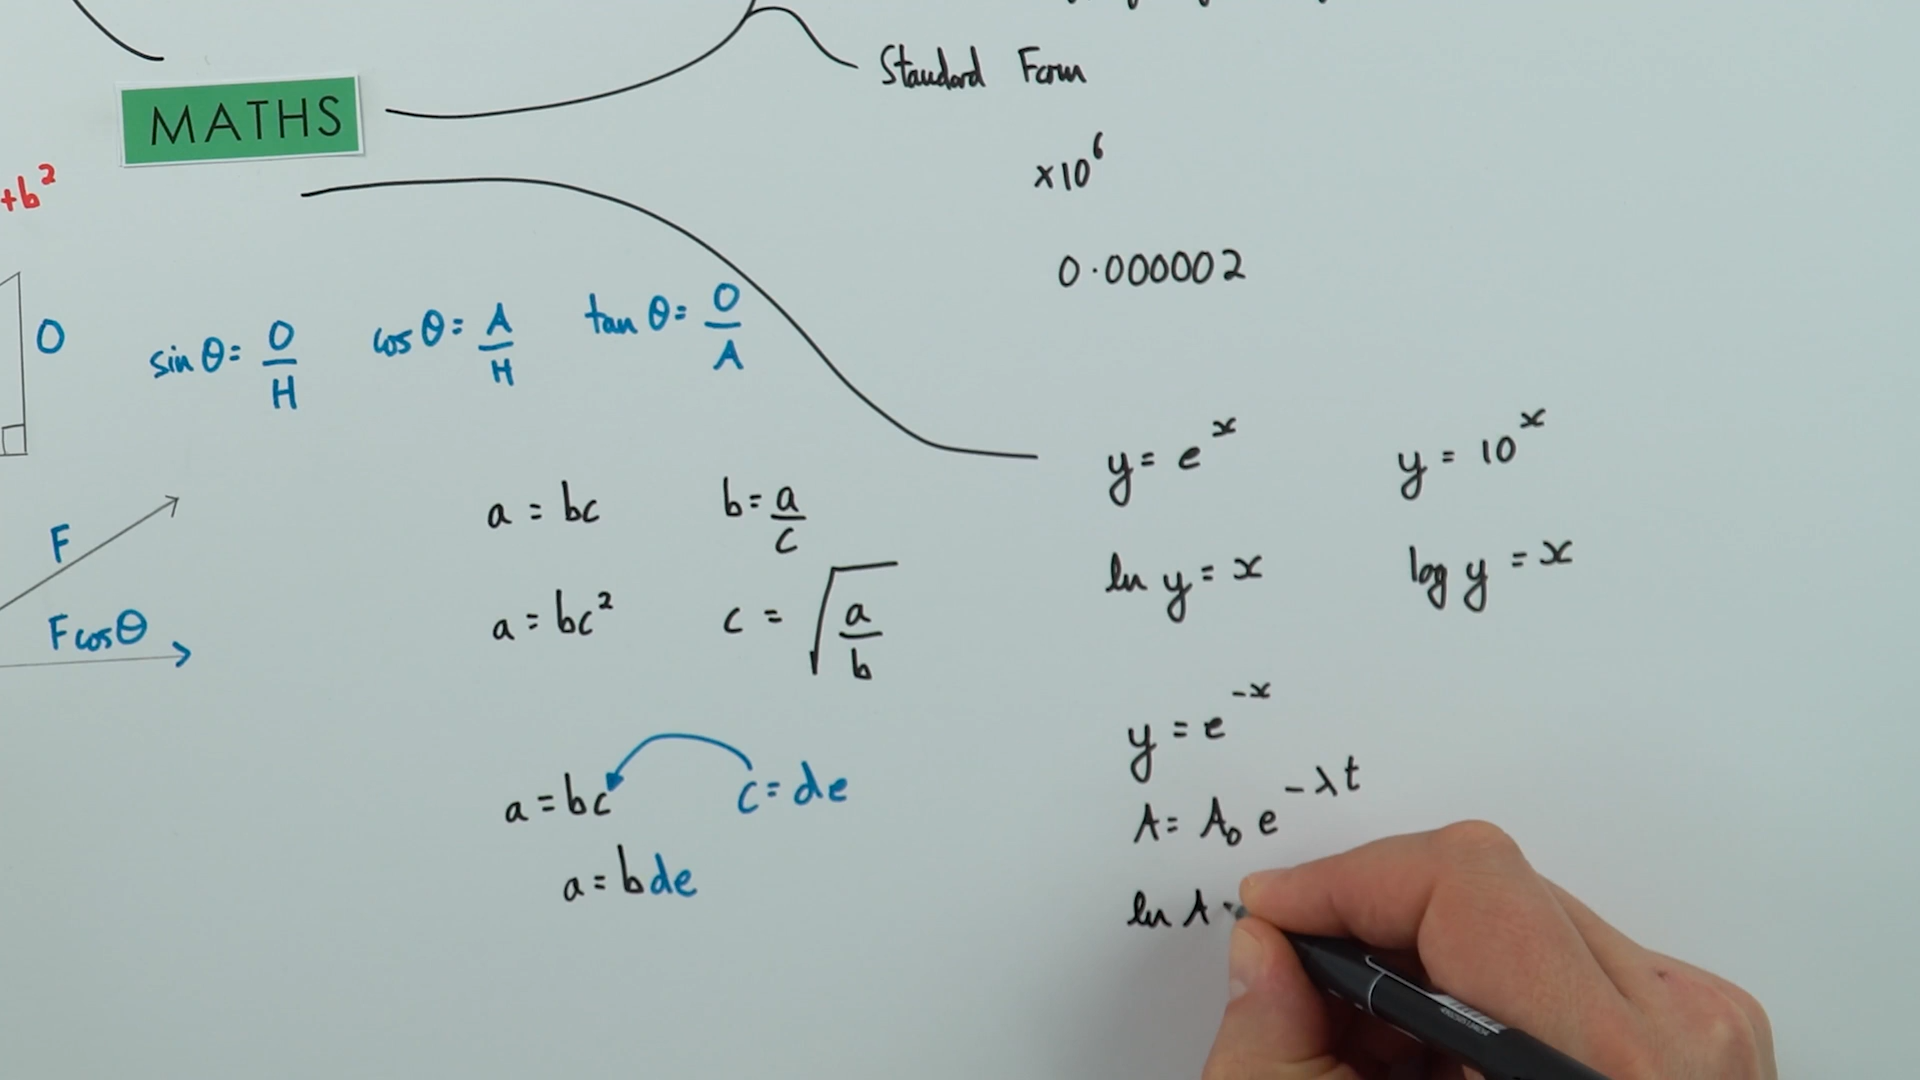 Standard Form
MATHS
×10⁶
+b²
0.000002
O
sin θ = O/H
cos θ = A/H
tan θ = O/A
y = e^x
y = 10^x
a = bc
b = a/c
F
ln y = x
log y = x
a = bc²
c = √(a/b)
F cos θ
y = e^-x
a = bc
c = de
A = A₀ e^-λt
a = bde
ln A =